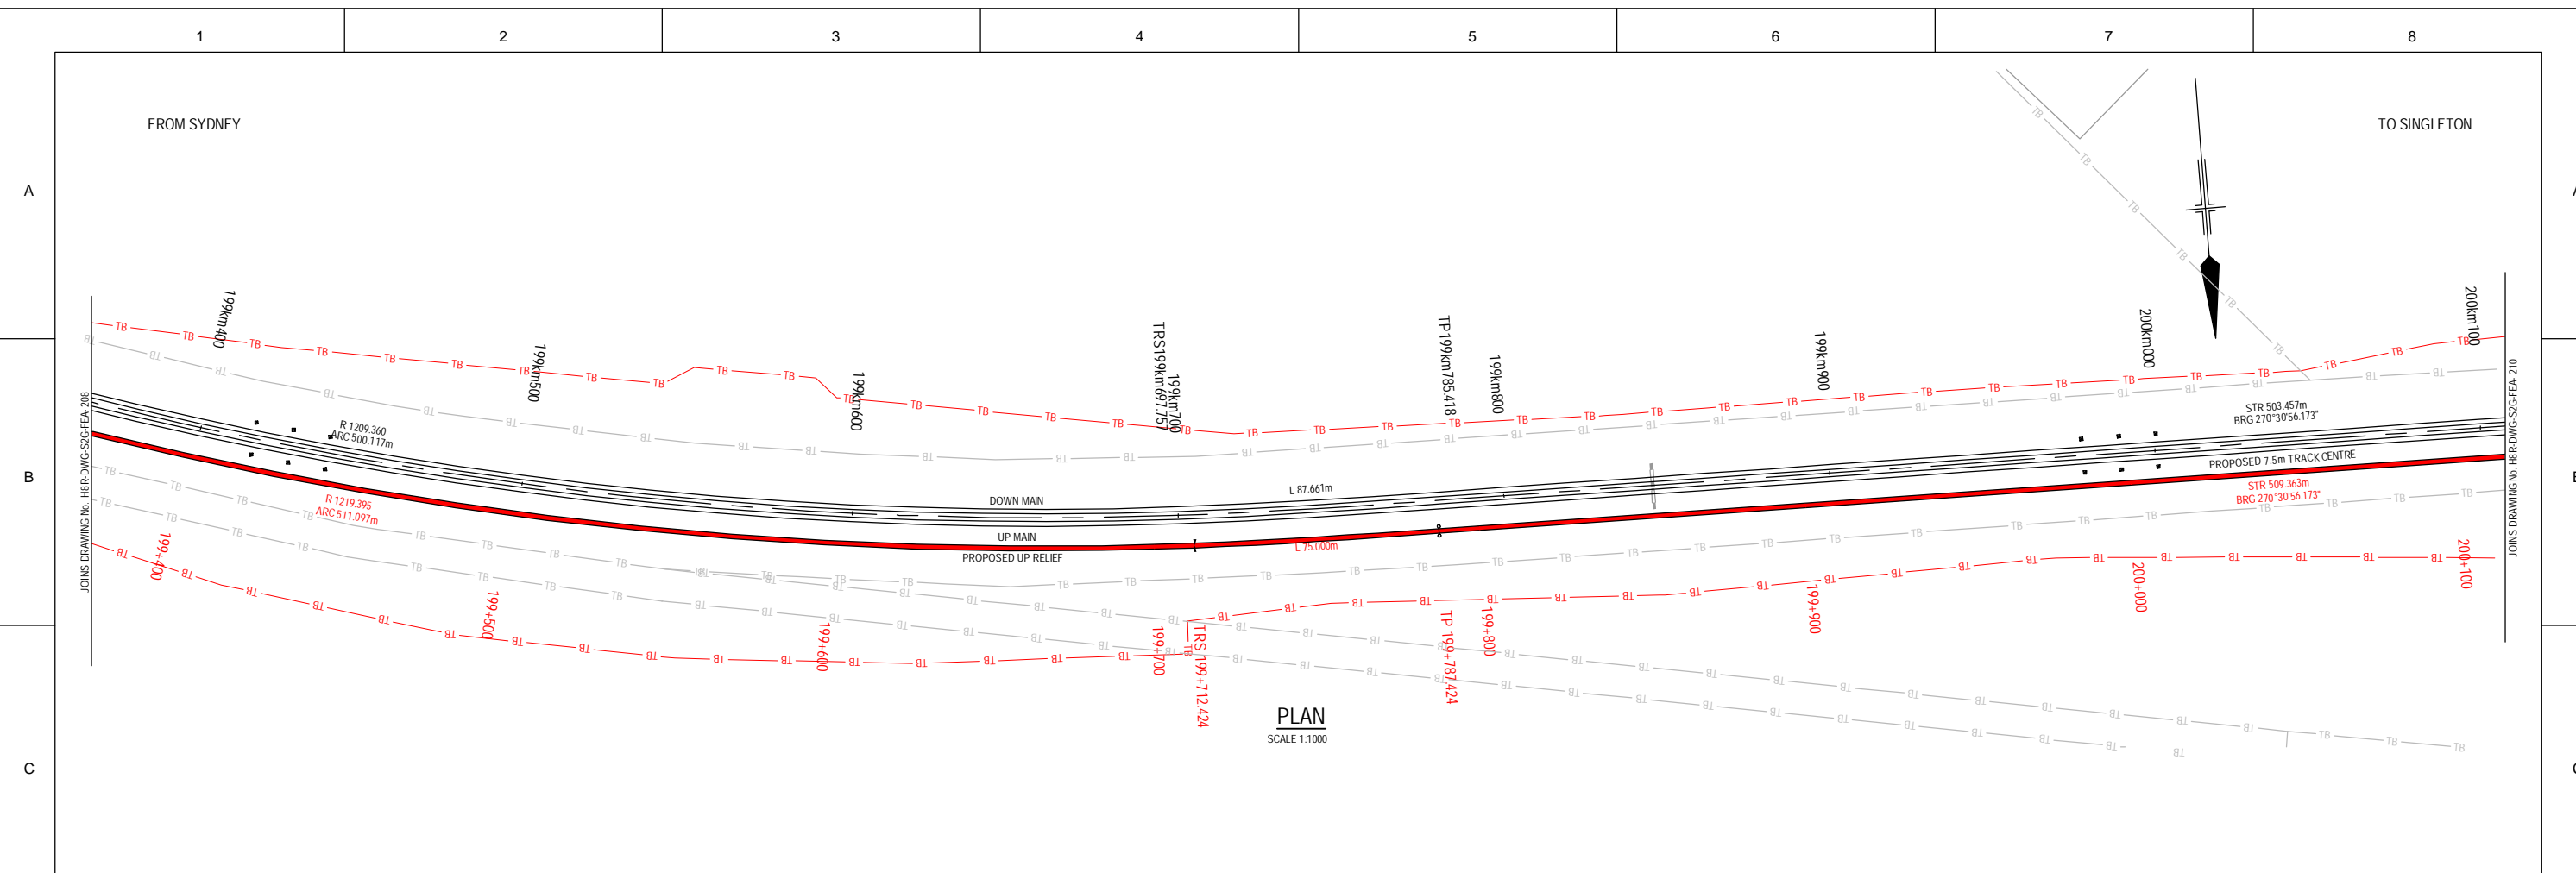 1 2 3 4 5 6 7 8
FROM SYDNEY
TO SINGLETON
A
B
C
JOINS DRAWING No. H8R-DWG-S2G-FEA- 208
JOINS DRAWING No. H8R-DWG-S2G-FEA- 210
199km400
199km500
199km600
TRS199km697.757
199km700
TP199km785.418
199km800
199km900
200km000
200km100
R 1209.360
ARC 500.117m
R 1219.395
ARC 511.097m
DOWN MAIN
UP MAIN
PROPOSED UP RELIEF
L 87.661m
L 75.000m
STR 503.457m
BRG 270°30'56.173"
PROPOSED 7.5m TRACK CENTRE
STR 509.363m
BRG 270°30'56.173"
199+400
199+500
199+600
199+700
TRS 199+712.424
TP 199+787.424
199+800
199+900
200+000
200+100
TB
PLAN
SCALE 1:1000